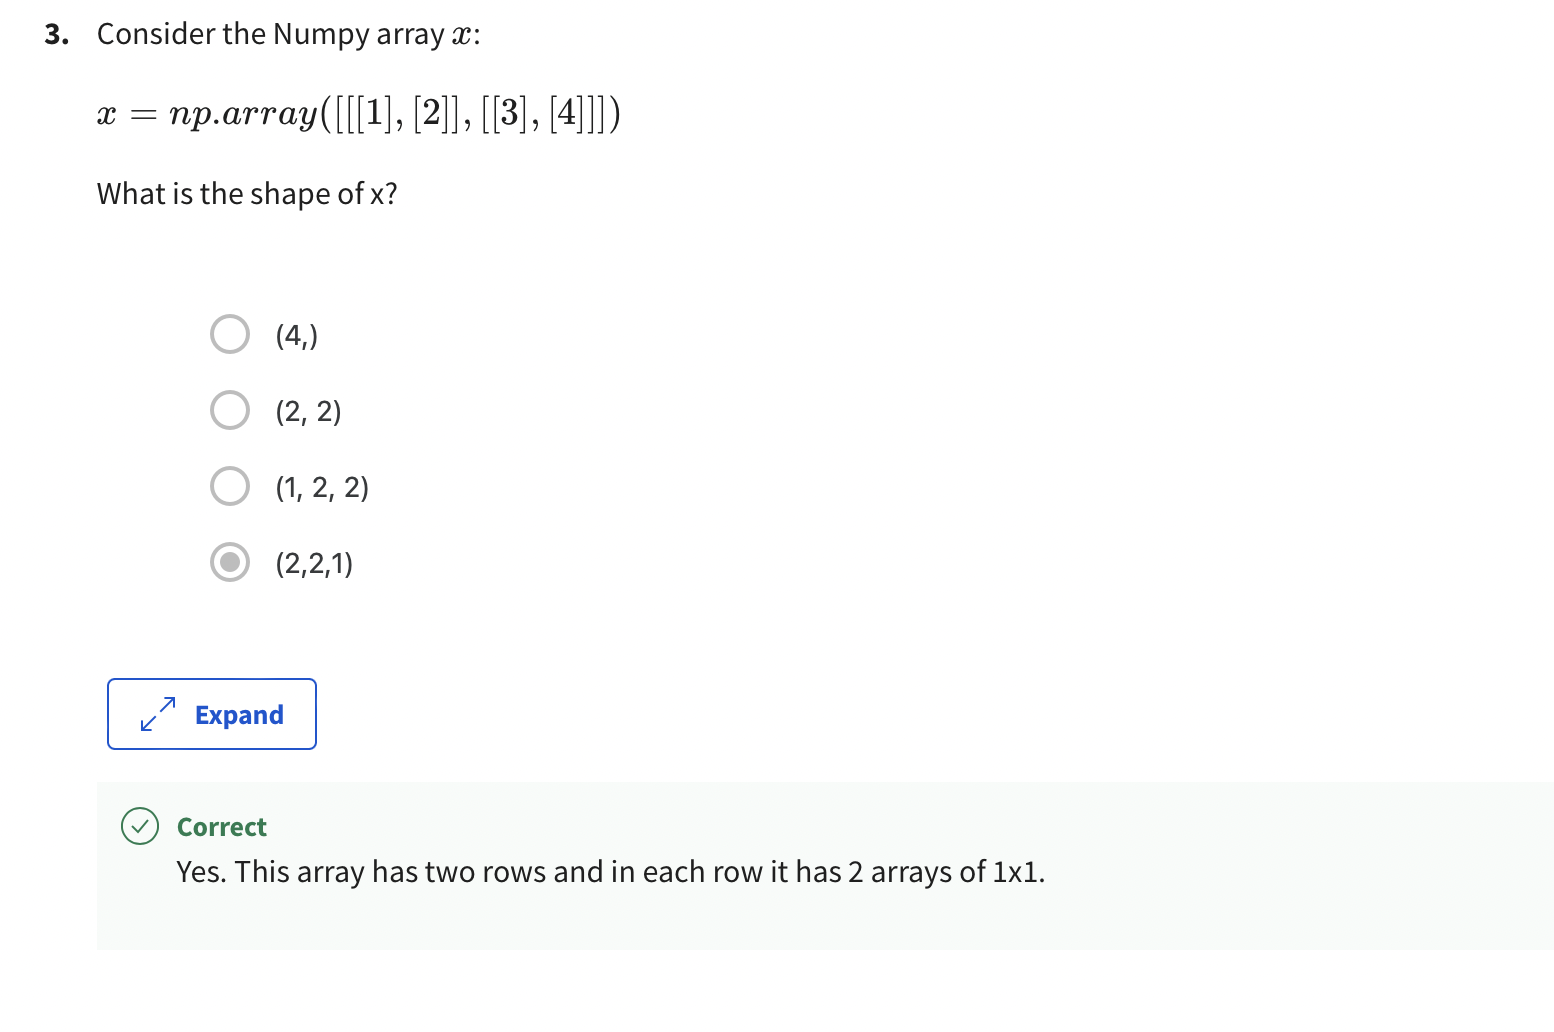 3. Consider the Numpy array x:
x = np.array([[[1], [2]], [[3], [4]]])
What is the shape of x?
(4,)
(2, 2)
(1, 2, 2)
(2,2,1)
Expand
Correct
Yes. This array has two rows and in each row it has 2 arrays of 1x1.